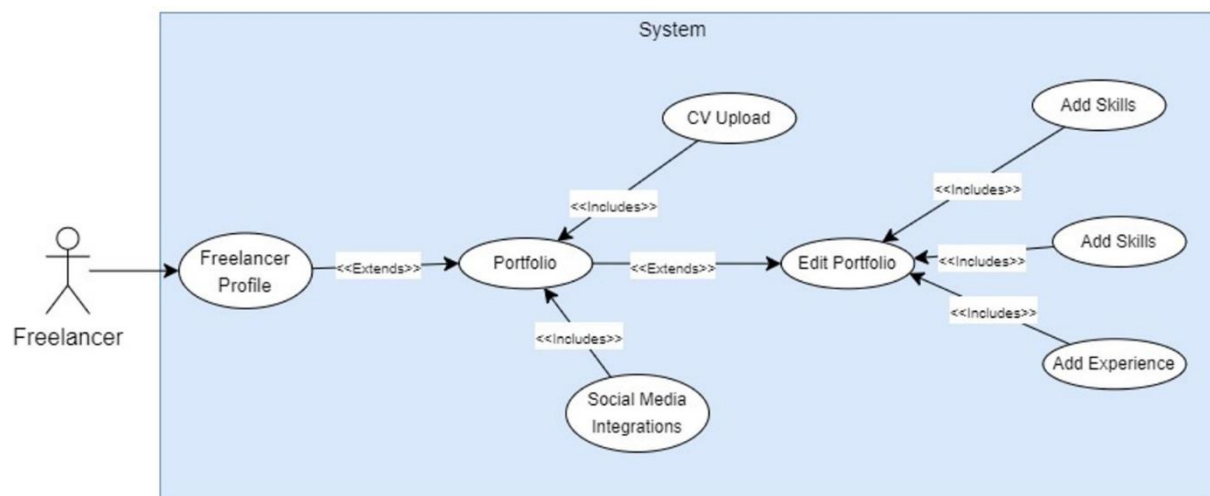 System
CV Upload
Add Skills
<<Includes>>
<<Includes>>
Freelancer
Profile
<<Extends>>
Portfolio
<<Extends>>
Edit Portfolio
<<Includes>>
Add Skills
<<Includes>>
<<Includes>>
Freelancer
Add Experience
Social Media
Integrations